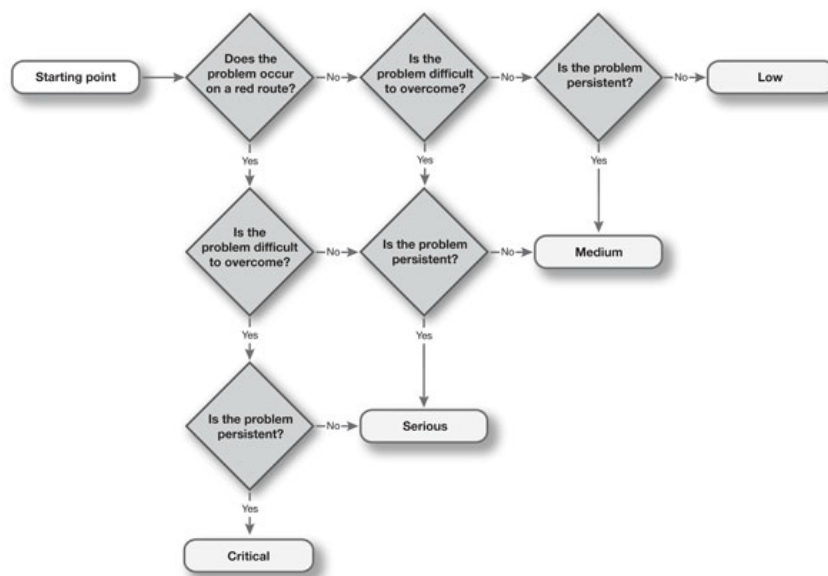 Starting point
Does the
problem occur
on a red route?
No
Is the
problem difficult
to overcome?
No
Is the problem
persistent?
No
Low
Yes
Yes
Yes
Is the
problem difficult
to overcome?
No
Is the problem
persistent?
No
Medium
Yes
Yes
Is the problem
persistent?
No
Serious
Yes
Critical